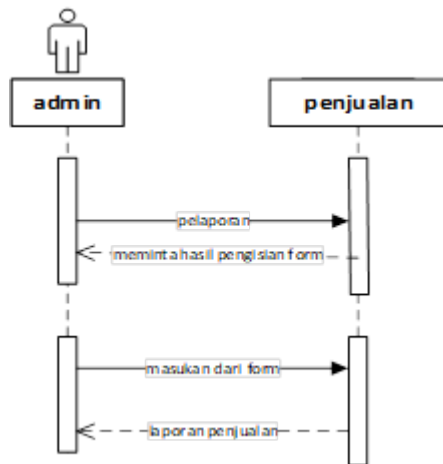 admin
penjualan
pelaporan
meminta hasil pengisian form
masukan dari form
laporan penjualan